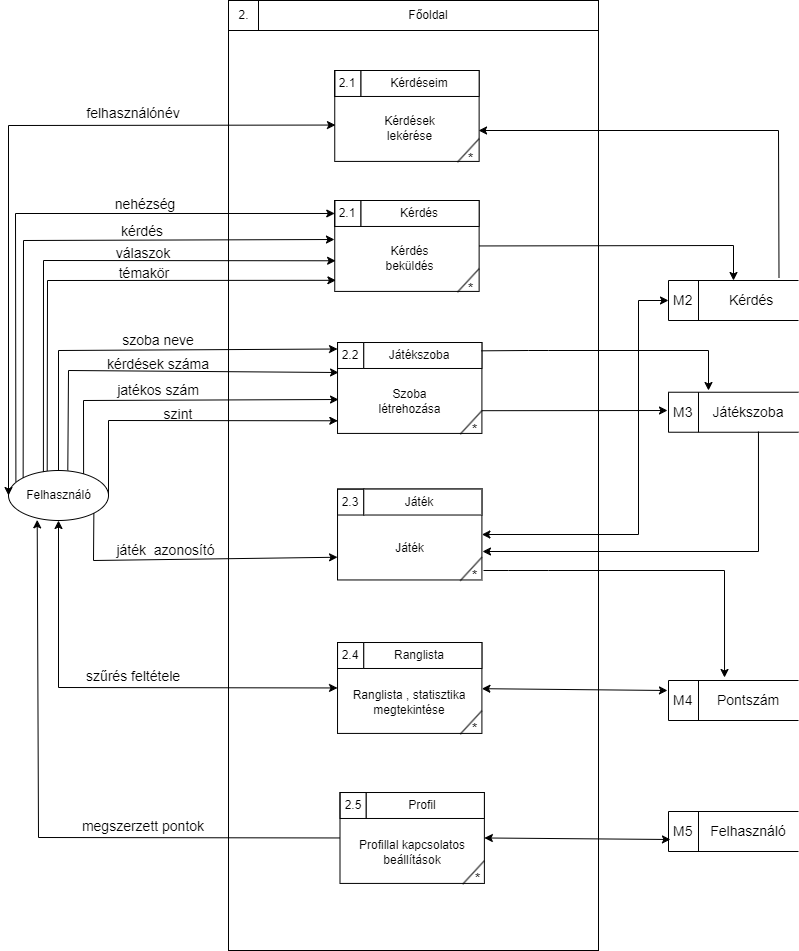 2.
Főoldal
2.1
Kérdéseim
Kérdések
lekérése
*
felhasználónév
2.1
Kérdés
Kérdés
beküldés
*
nehézség
kérdés
válaszok
témakör
M2
Kérdés
2.2
Játékszoba
Szoba
létrehozása
*
szoba neve
kérdések száma
jatékos szám
szint
M3
Játékszoba
Felhasználó
2.3
Játék
Játék
*
játék azonosító
2.4
Ranglista
Ranglista , statisztika
megtekintése
*
szűrés feltétele
M4
Pontszám
2.5
Profil
Profillal kapcsolatos
beállítások
*
megszerzett pontok
M5
Felhasználó